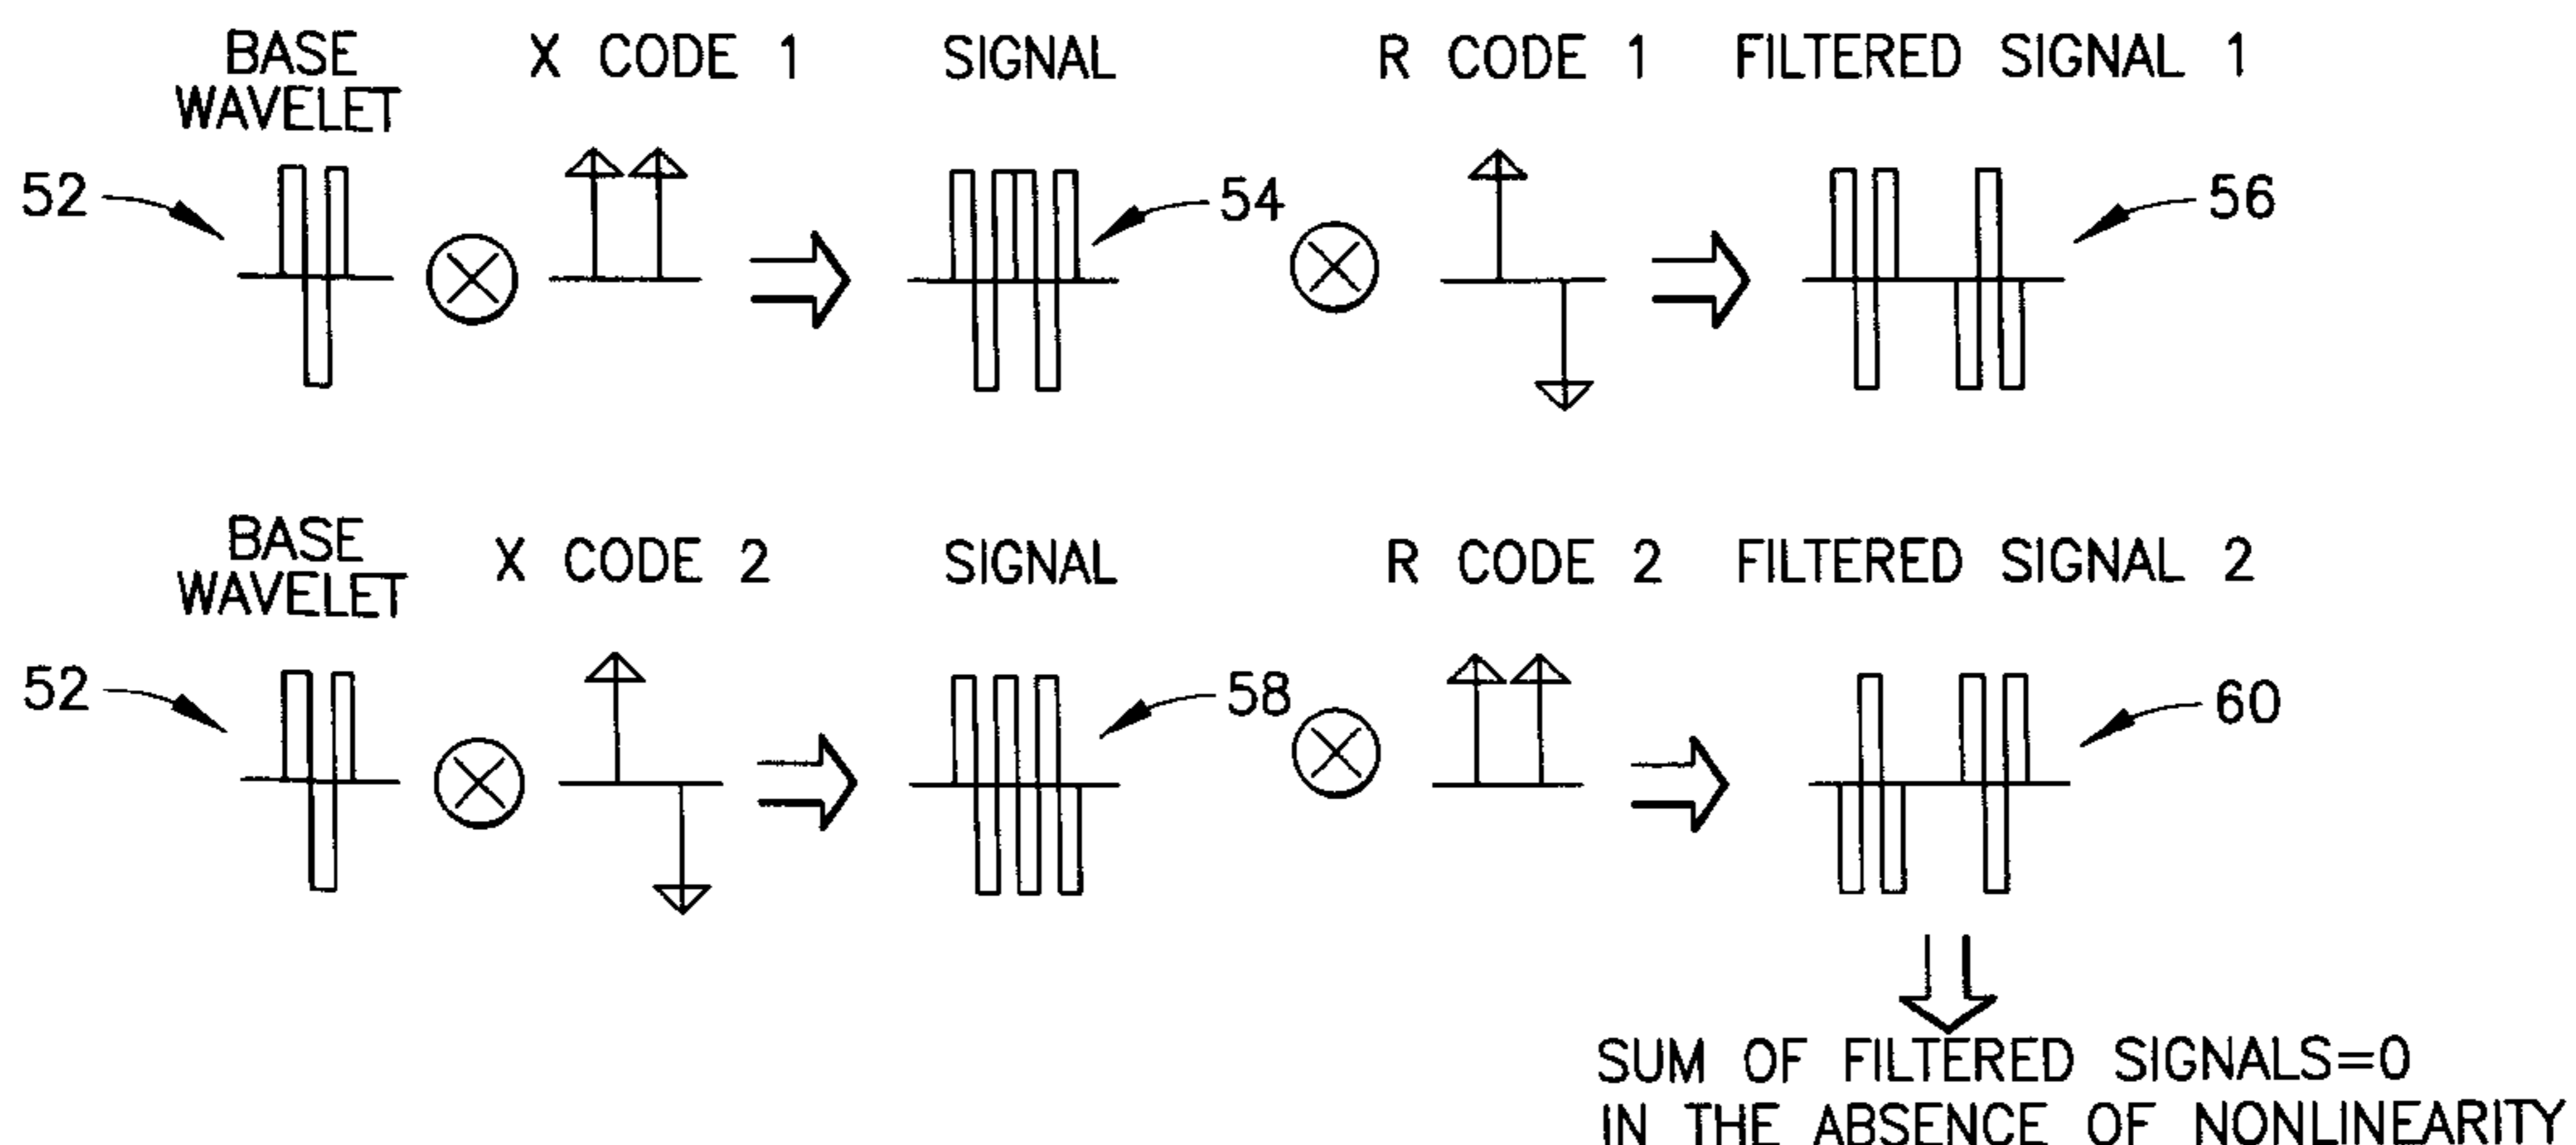 BASE
WAVELET
X CODE 1
SIGNAL
R CODE 1
FILTERED SIGNAL 1
52
54
56
BASE
WAVELET
X CODE 2
SIGNAL
R CODE 2
FILTERED SIGNAL 2
52
58
60
SUM OF FILTERED SIGNALS=0
IN THE ABSENCE OF NONLINEARITY